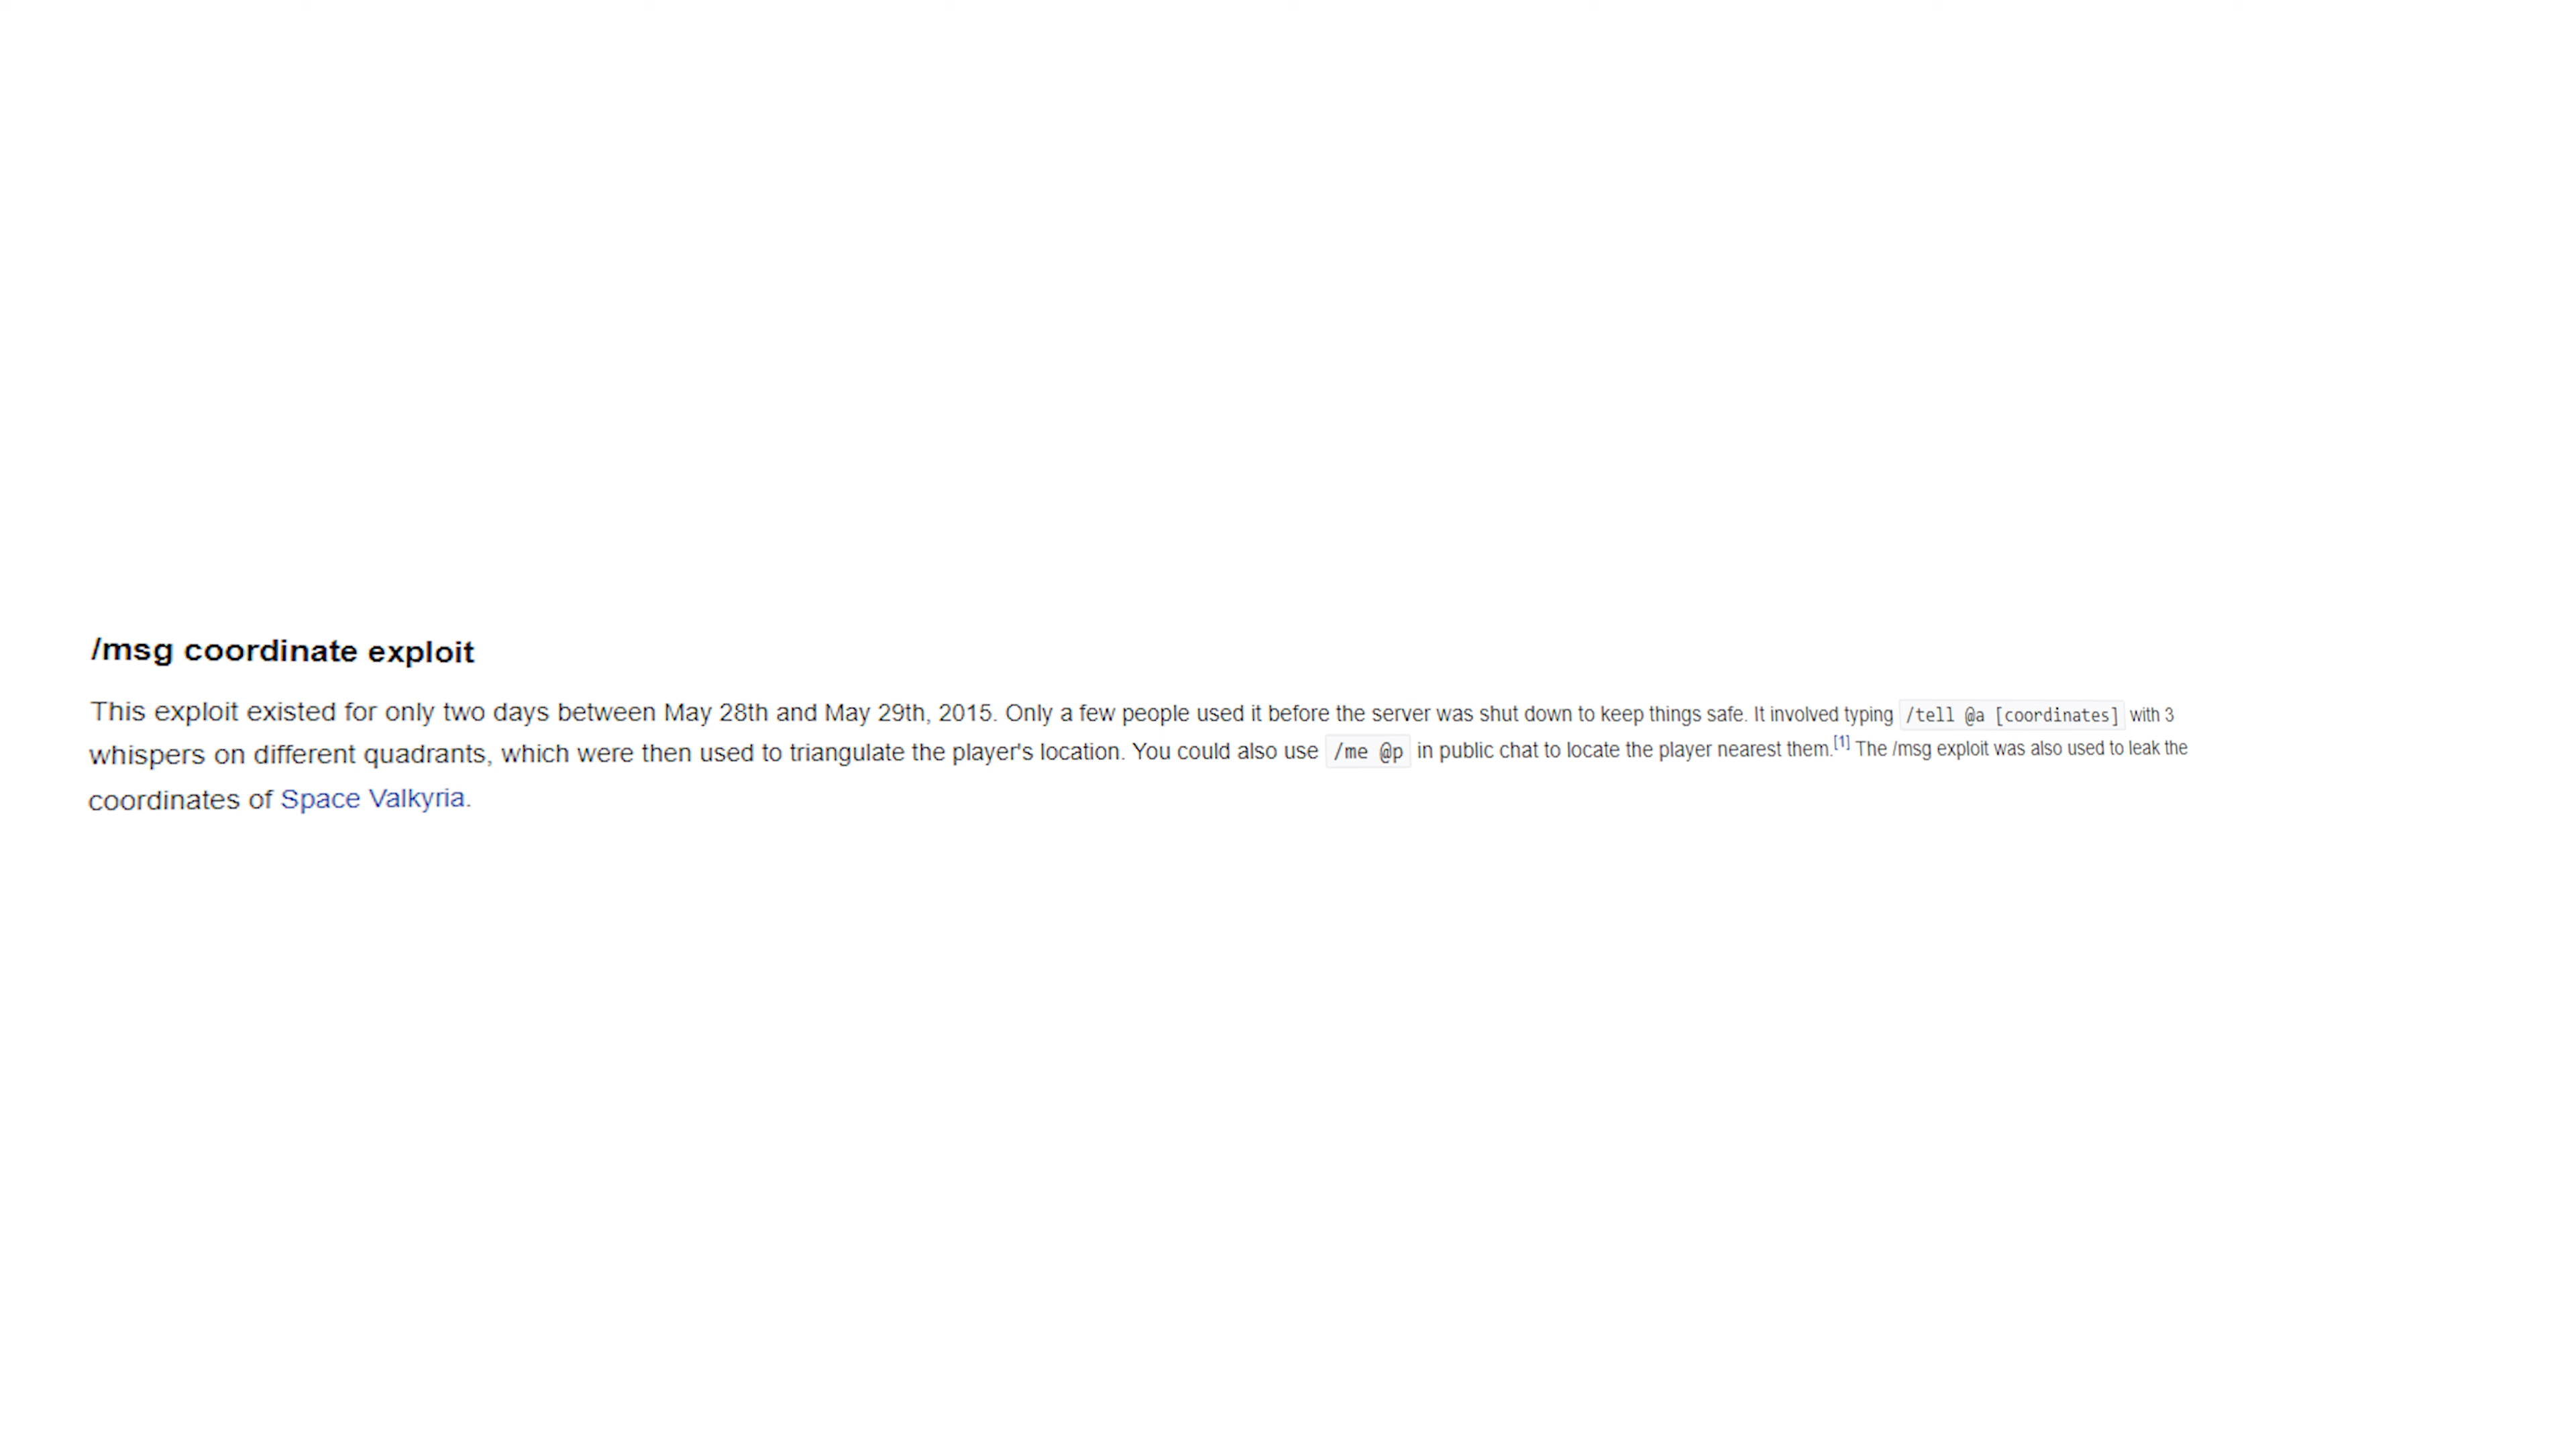 /msg coordinate exploit
This exploit existed for only two days between May 28th and May 29th, 2015. Only a few people used it before the server was shut down to keep things safe. It involved typing /tell @a [coordinates] with 3
whispers on different quadrants, which were then used to triangulate the player's location. You could also use /me @p in public chat to locate the player nearest them.[1] The /msg exploit was also used to leak the
coordinates of Space Valkyria.